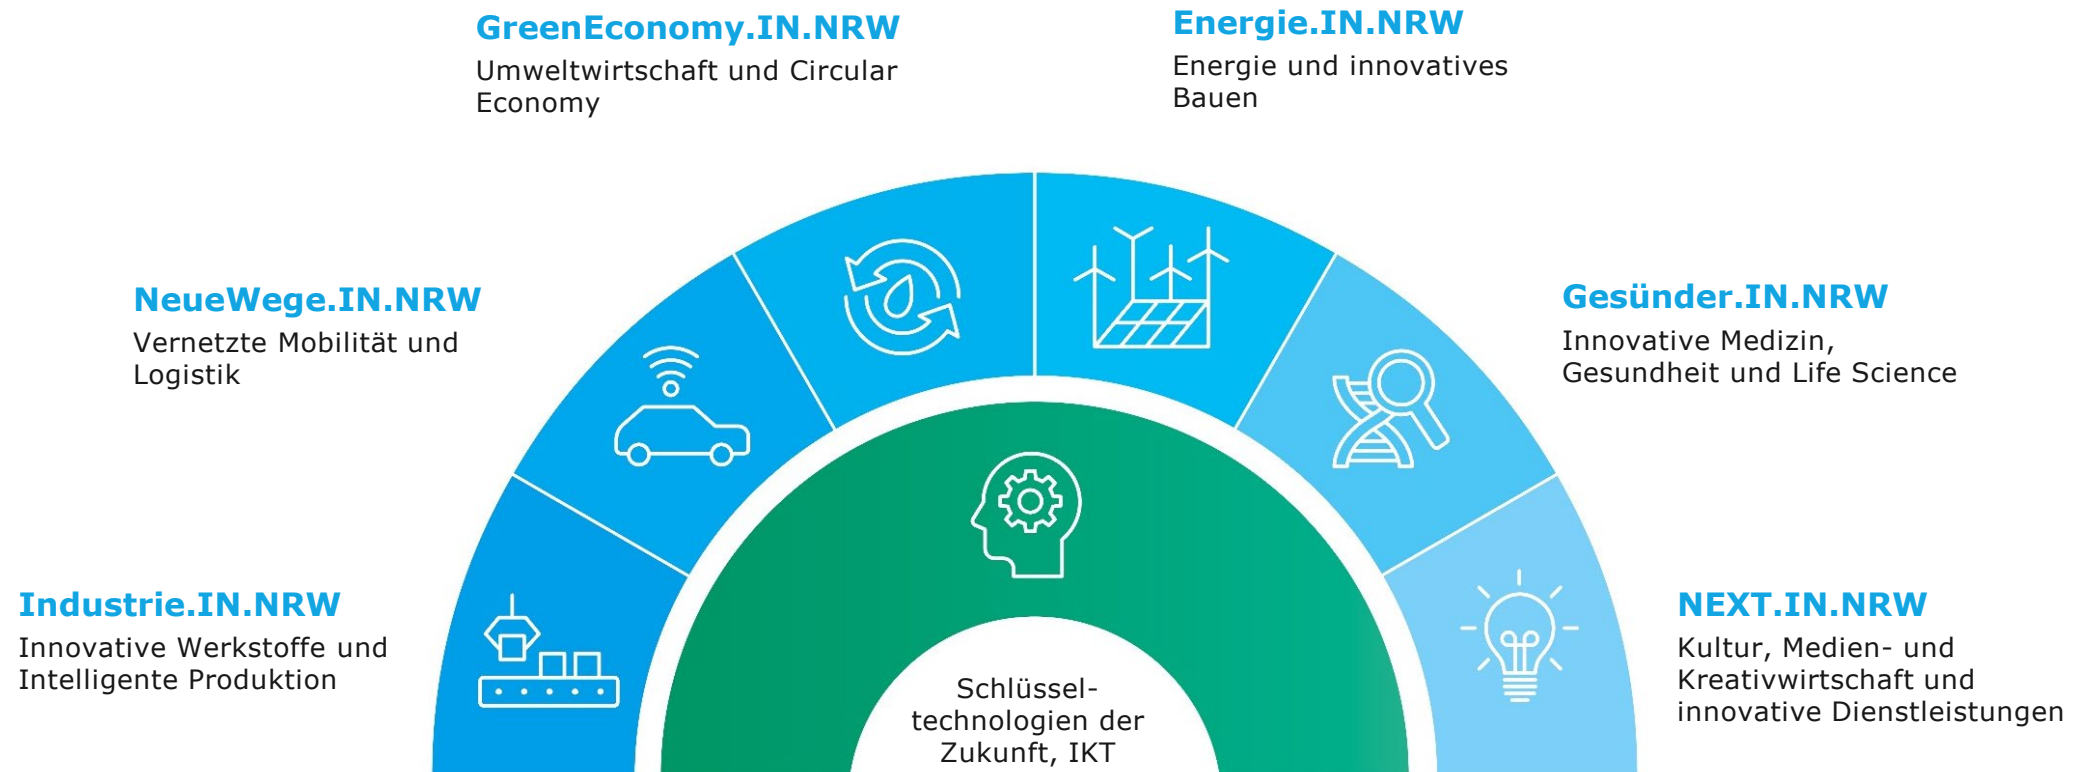 GreenEconomy.IN.NRW
Umweltwirtschaft und Circular
Economy
Energie.IN.NRW
Energie und innovatives
Bauen
NeueWege.IN.NRW
Vernetzte Mobilität und
Logistik
Gesünder.IN.NRW
Innovative Medizin,
Gesundheit und Life Science
Industrie.IN.NRW
Innovative Werkstoffe und
Intelligente Produktion
NEXT.IN.NRW
Kultur, Medien- und
Kreativwirtschaft und
innovative Dienstleistungen
Schlüssel-
technologien der
Zukunft, IKT